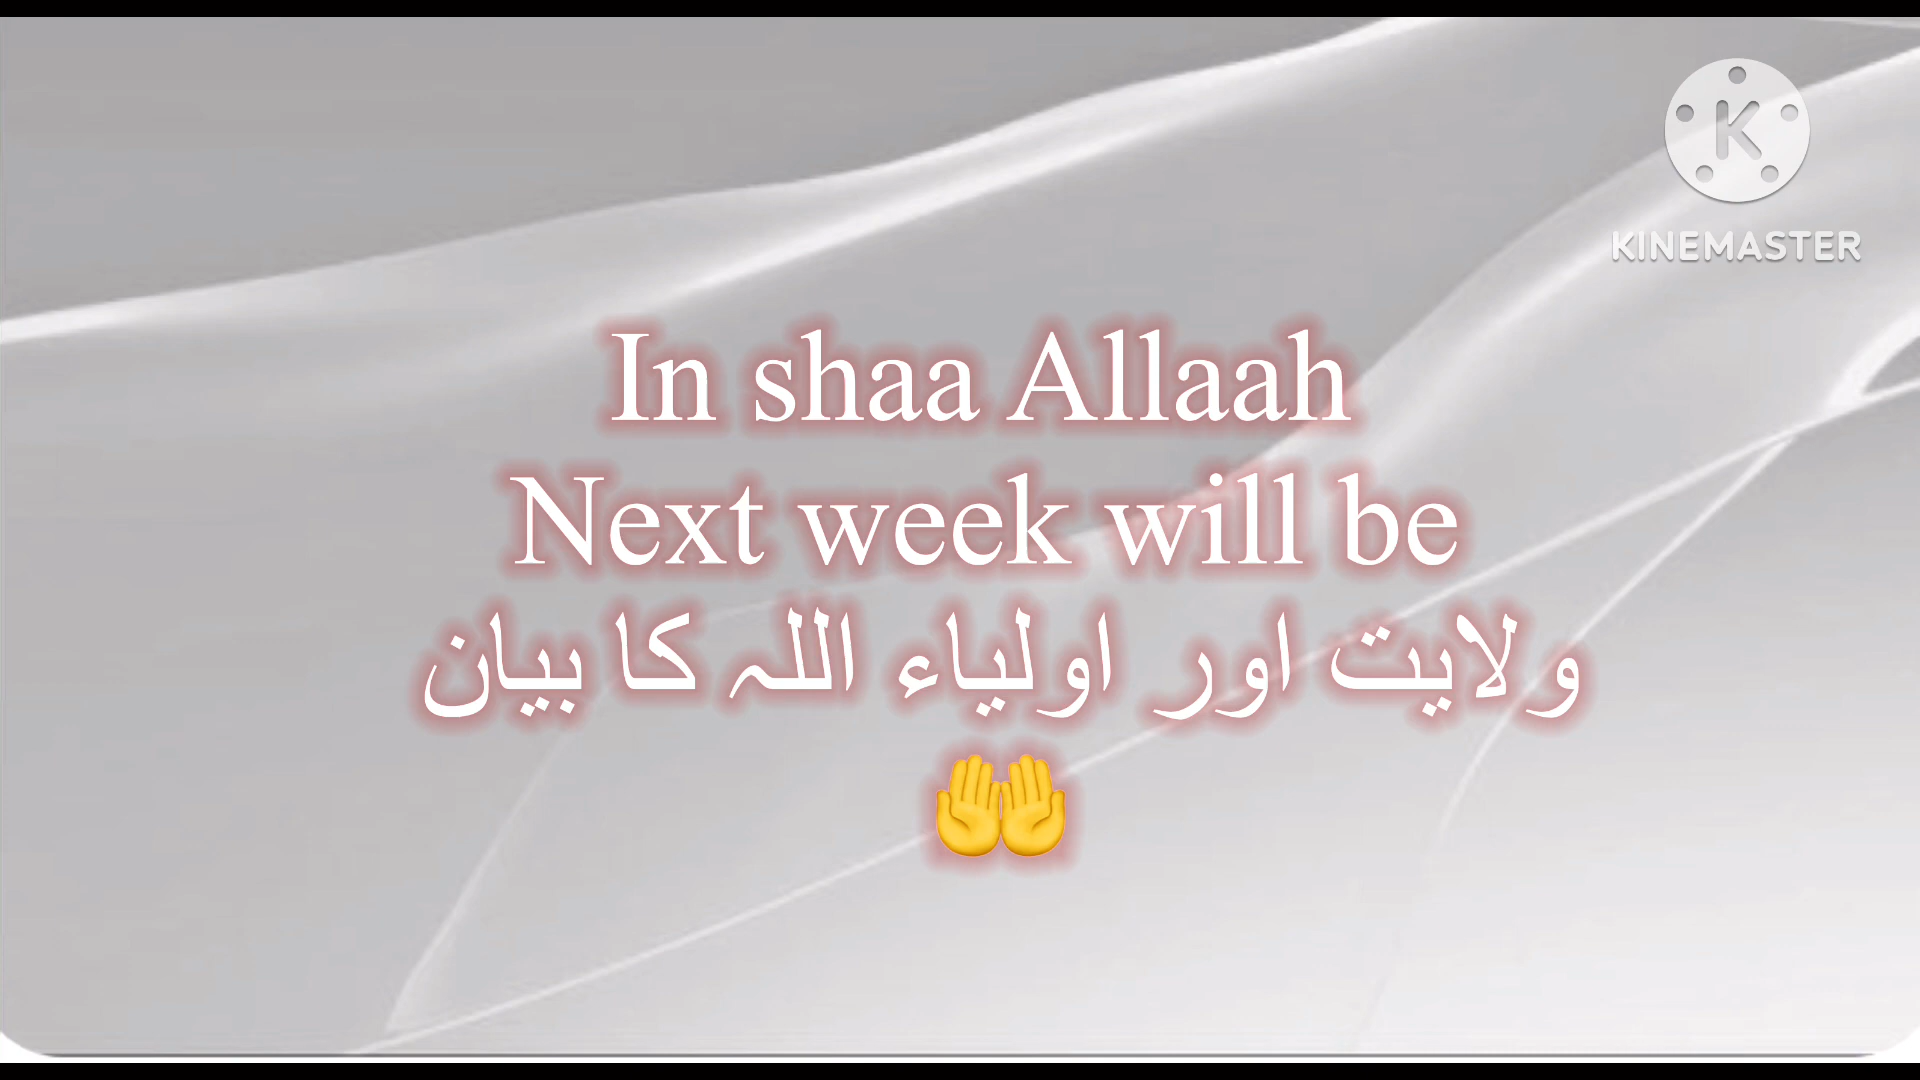 KINEMASTER
In shaa Allaah
Next week will be
ولایت اور اولیاء اللہ کا بیان
🤲